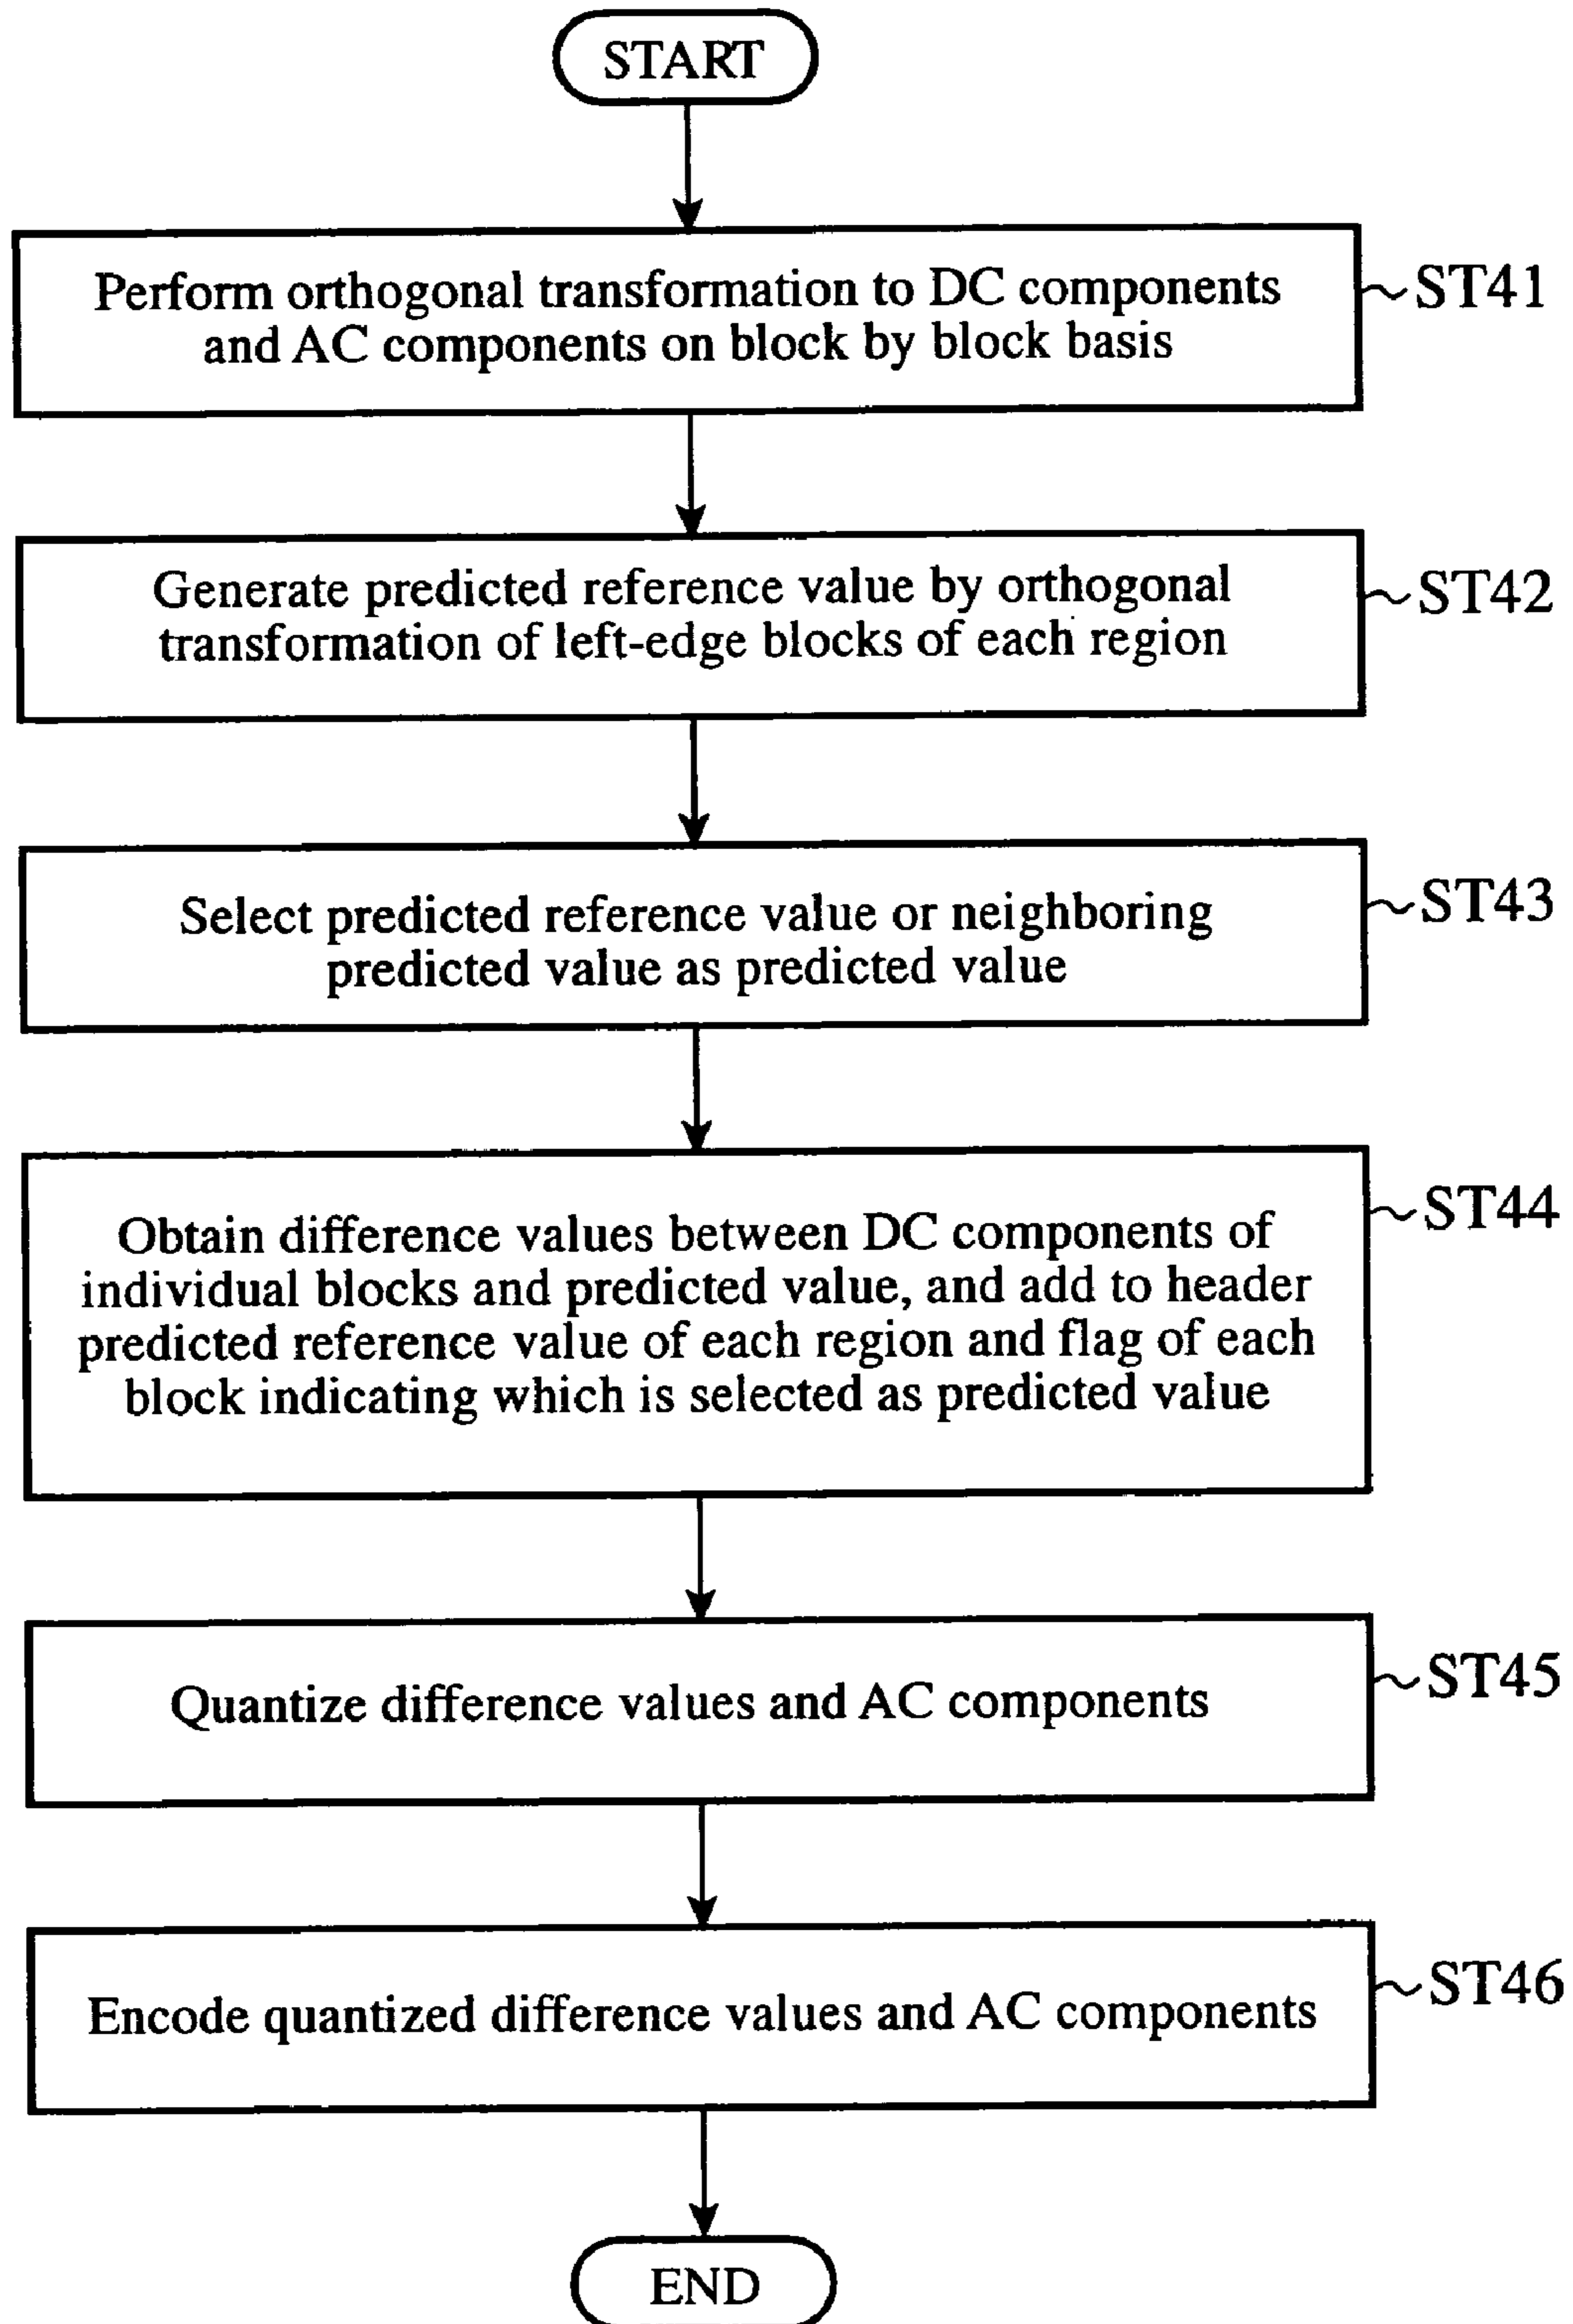 START
Perform orthogonal transformation to DC components
and AC components on block by block basis
ST41
Generate predicted reference value by orthogonal
transformation of left-edge blocks of each region
ST42
Select predicted reference value or neighboring
predicted value as predicted value
ST43
Obtain difference values between DC components of
individual blocks and predicted value, and add to header
predicted reference value of each region and flag of each
block indicating which is selected as predicted value
ST44
Quantize difference values and AC components
ST45
Encode quantized difference values and AC components
ST46
END